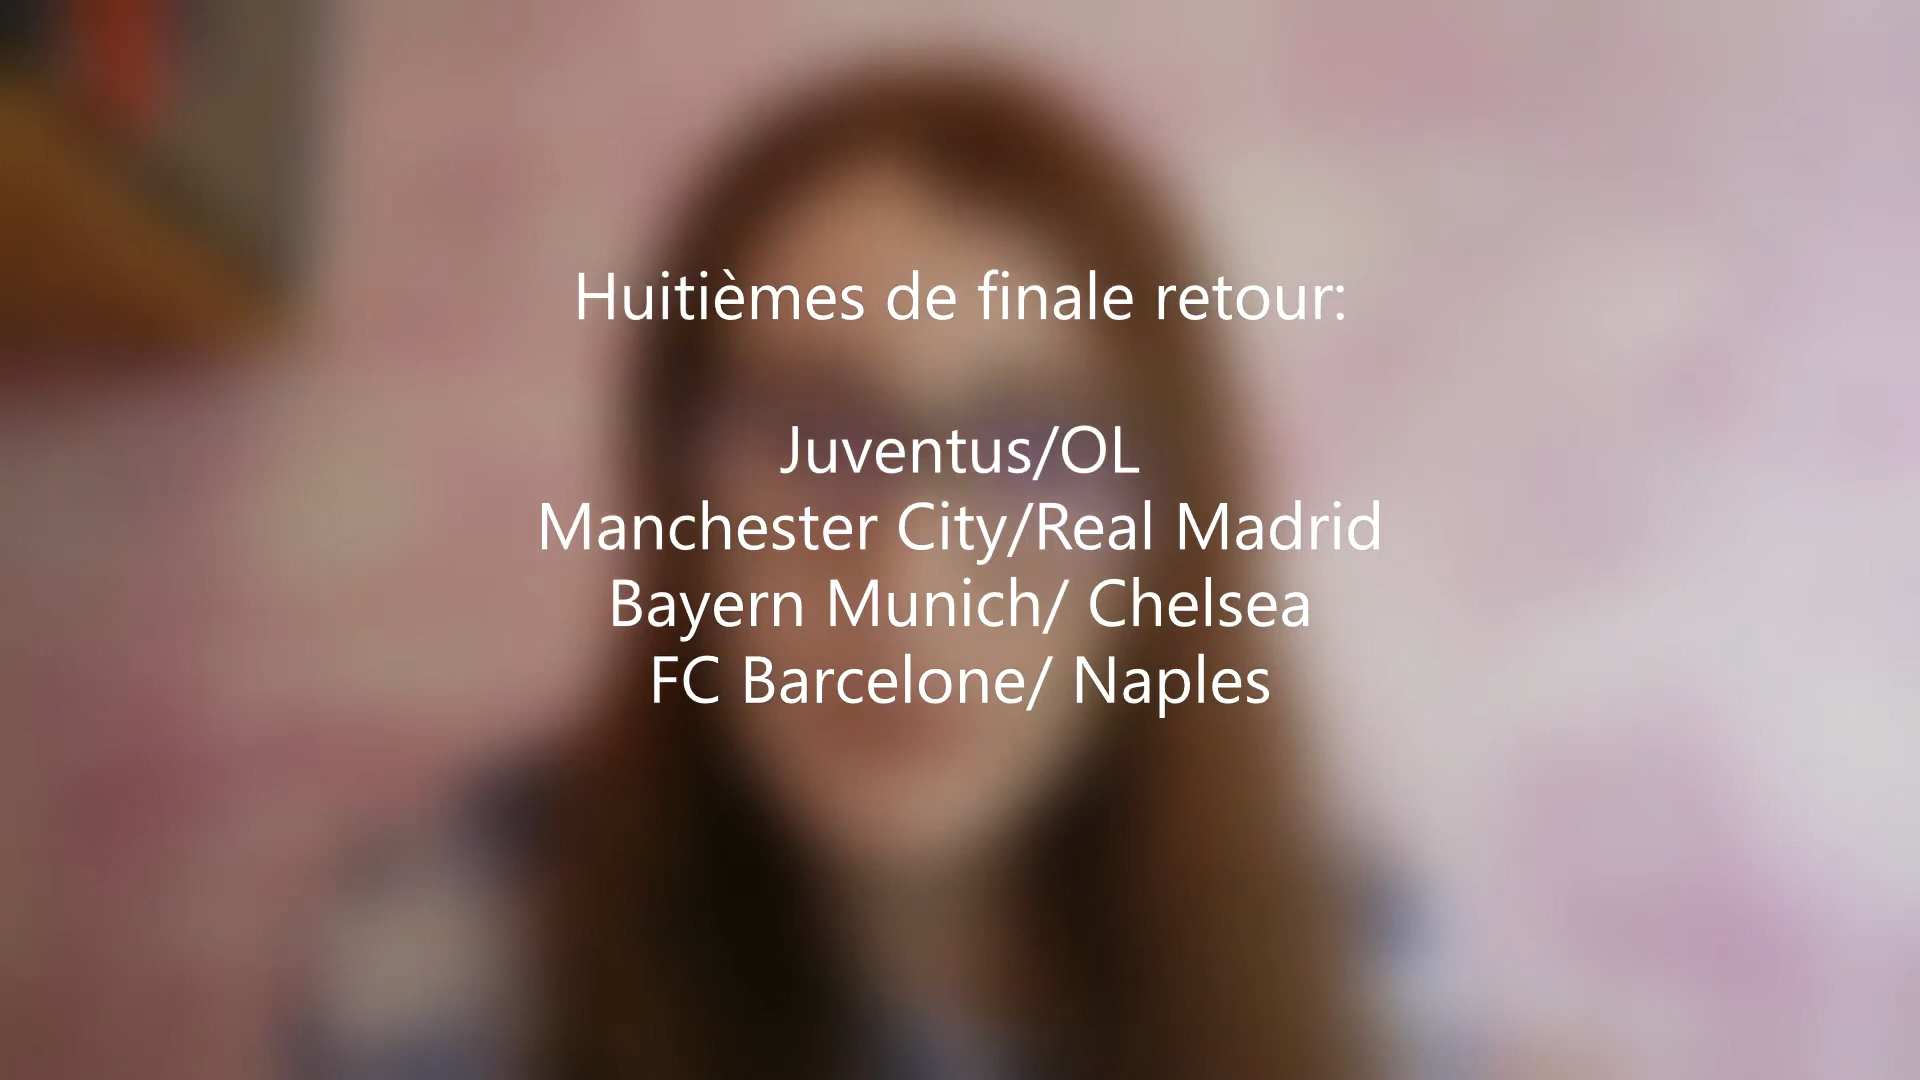 Huitièmes de finale retour:
Juventus/OL
Manchester City/Real Madrid
Bayern Munich/ Chelsea
FC Barcelone/ Naples